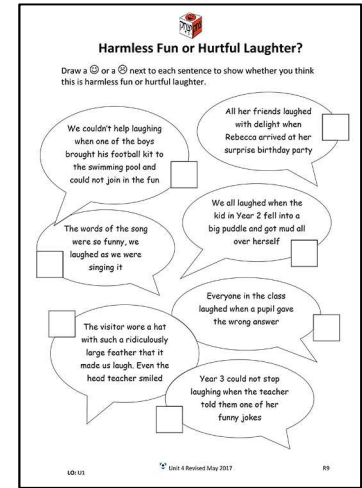 Harmless Fun or Hurtful Laughter?
Draw a ☺ or a ☹ next to each sentence to show whether you think
this is harmless fun or hurtful laughter.
All her friends laughed
with delight when
Rebecca arrived at her
surprise birthday party
We couldn't help laughing
when one of the boys
brought his football kit to
the swimming pool and
could not join in the fun
We all laughed when the
kid in Year 2 fell into a
big puddle and got mud all
over herself
The words of the song
were so funny, we
laughed as we were
singing it
Everyone in the class
laughed when a pupil gave
the wrong answer
The visitor wore a hat
with such a ridiculously
large feather that it
made us laugh. Even the
head teacher smiled
Year 3 could not stop
laughing when the teacher
told them one of her
funny jokes
LO: U1
Unit 4 Revised May 2017
R9